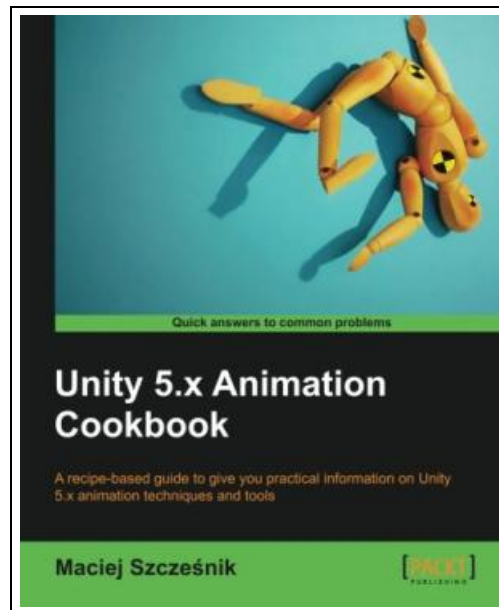 Quick answers to common problems
Unity 5.x Animation
Cookbook
A recipe-based guide to give you practical information on Unity
5.x animation techniques and tools
Maciej Szcześnik
[PACKT]
PUBLISHING